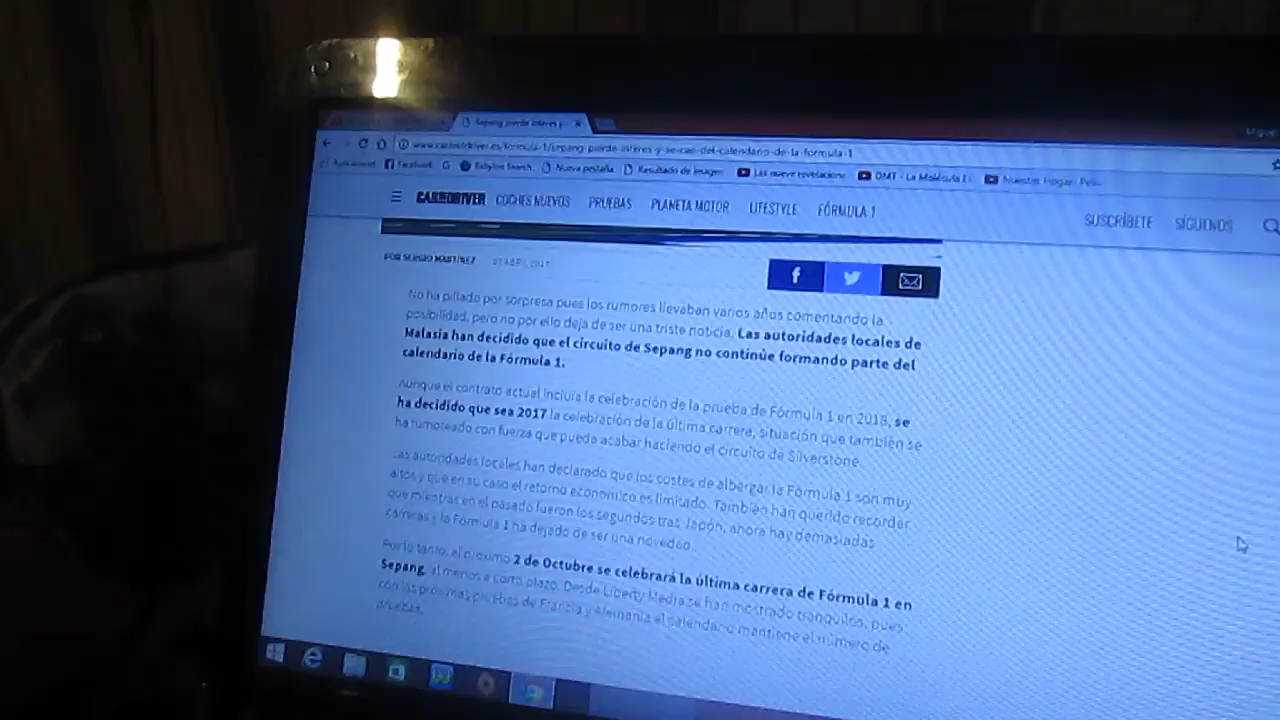 Sepang pierde interés y
www.caranddriver.es/formula-1/sepang-pierde-interes-y-se-cae-del-calendario-de-la-formula-1
Aplicaciones Facebook G Babylon Search Nueva pestaña Resultado de imagen Las nueve revelacione DMT - La Molécula E Nuestro Hogar: Peli
CAR AND DRIVER COCHES NUEVOS PRUEBAS PLANETA MOTOR LIFESTYLE FÓRMULA 1 SUSCRÍBETE SÍGUENOS
POR SERGIO MARTÍNEZ
No ha pillado por sorpresa pues los rumores llevaban varios años comentando la
posibilidad, pero no por ello deja de ser una triste noticia. Las autoridades locales de
Malasia han decidido que el circuito de Sepang no continúe formando parte del
calendario de la Fórmula 1.
Aunque el contrato actual incluía la celebración de la prueba de Fórmula 1 en 2018, se
ha decidido que sea 2017 la celebración de la última carrera, situación que también se
ha rumoreado con fuerza que pueda acabar haciendo el circuito de Silverstone.
Las autoridades locales han declarado que los costes de albergar la Fórmula 1 son muy
altos y que en su caso el retorno económico es limitado. También han querido recordar
que mientras en el pasado fueron los segundos tras Japón, ahora hay demasiadas
carreras y la Fórmula 1 ha dejado de ser una novedad.
Por lo tanto, el próximo 2 de Octubre se celebrará la última carrera de Fórmula 1 en
Sepang, al menos a corto plazo. Desde Liberty Media se han mostrado tranquilos, pues
con las próximas pruebas de Francia y Alemania el calendario mantiene el número de
pruebas.